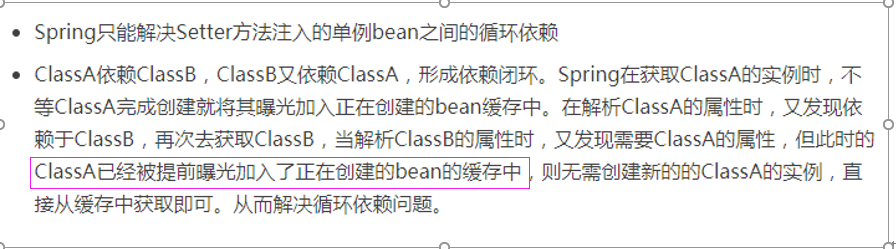 Spring只能解决Setter方法注入的单例bean之间的循环依赖
ClassA依赖ClassB，ClassB又依赖ClassA，形成依赖闭环。Spring在获取ClassA的实例时，不
等ClassA完成创建就将其曝光加入正在创建的bean缓存中。在解析ClassA的属性时，又发现依
赖于ClassB，再次去获取ClassB，当解析ClassB的属性时，又发现需要ClassA的属性，但此时的
ClassA已经被提前曝光加入了正在创建的bean的缓存中，则无需创建新的的ClassA的实例，直
接从缓存中获取即可。从而解决循环依赖问题。